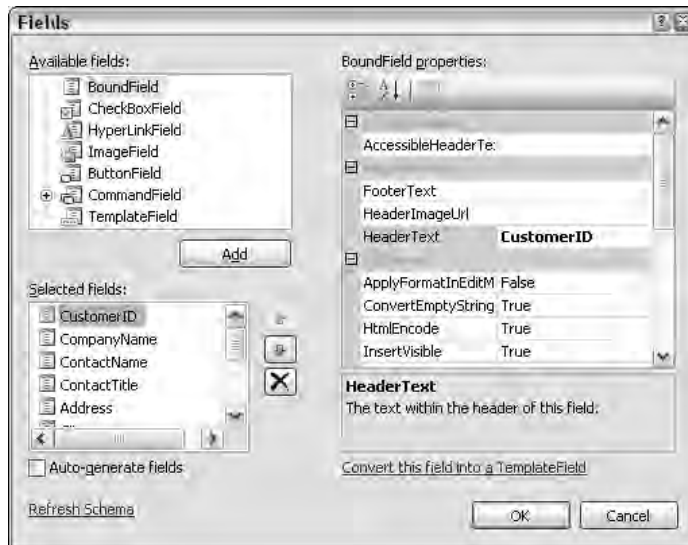 Fields
Available fields:
BoundField
CheckBoxField
HyperLinkField
ImageField
ButtonField
CommandField
TemplateField
Add
Selected fields:
CustomerID
CompanyName
ContactName
ContactTitle
Address
Auto-generate fields
Refresh Schema
BoundField properties:
AccessibleHeaderTe:
FooterText
HeaderImageUrl
HeaderText CustomerID
ApplyFormatInEditM False
ConvertEmptyString True
HtmlEncode True
InsertVisible True
HeaderText
The text within the header of this field.
Convert this field into a TemplateField
OK Cancel